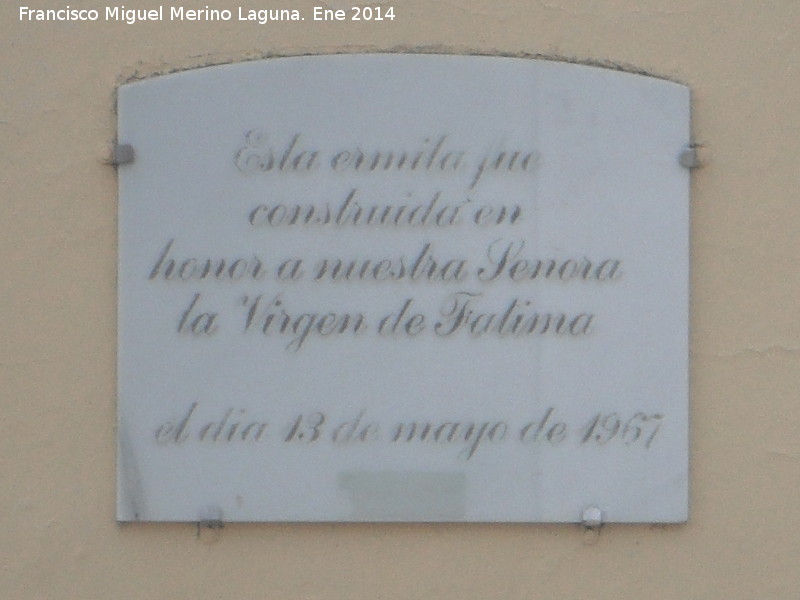 Francisco Miguel Merino Laguna. Ene 2014
Esta ermita fue
construida en
honor a nuestra Señora
la Virgen de Fatima
el dia 13 de mayo de 1967